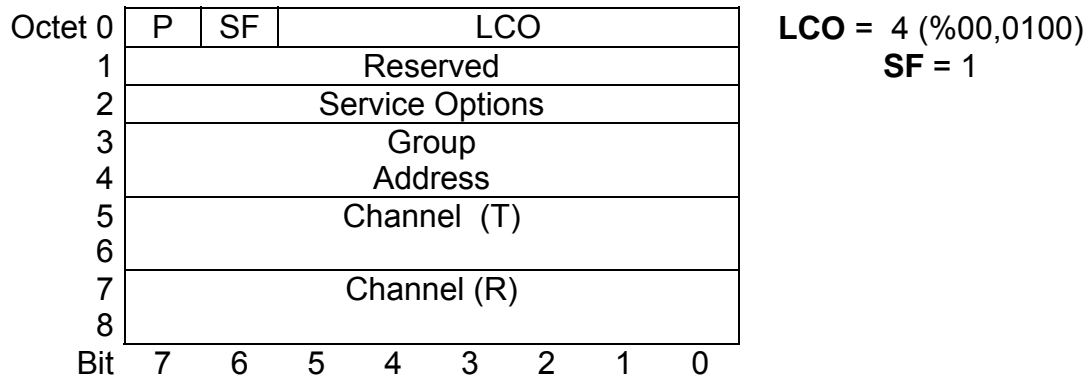 Octet 0 P SF LCO LCO = 4 (%00,0100)
1 Reserved SF = 1
2 Service Options
3 Group
4 Address
5 Channel (T)
6
7 Channel (R)
8
Bit 7 6 5 4 3 2 1 0